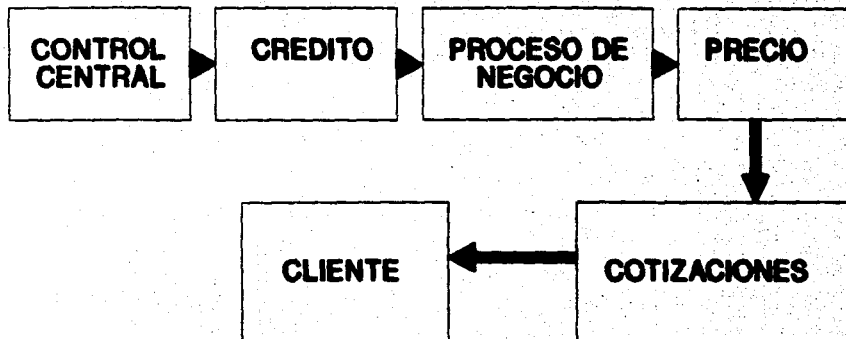 CONTROL
CENTRAL
CREDITO
PROCESO DE
NEGOCIO
PRECIO
CLIENTE
COTIZACIONES